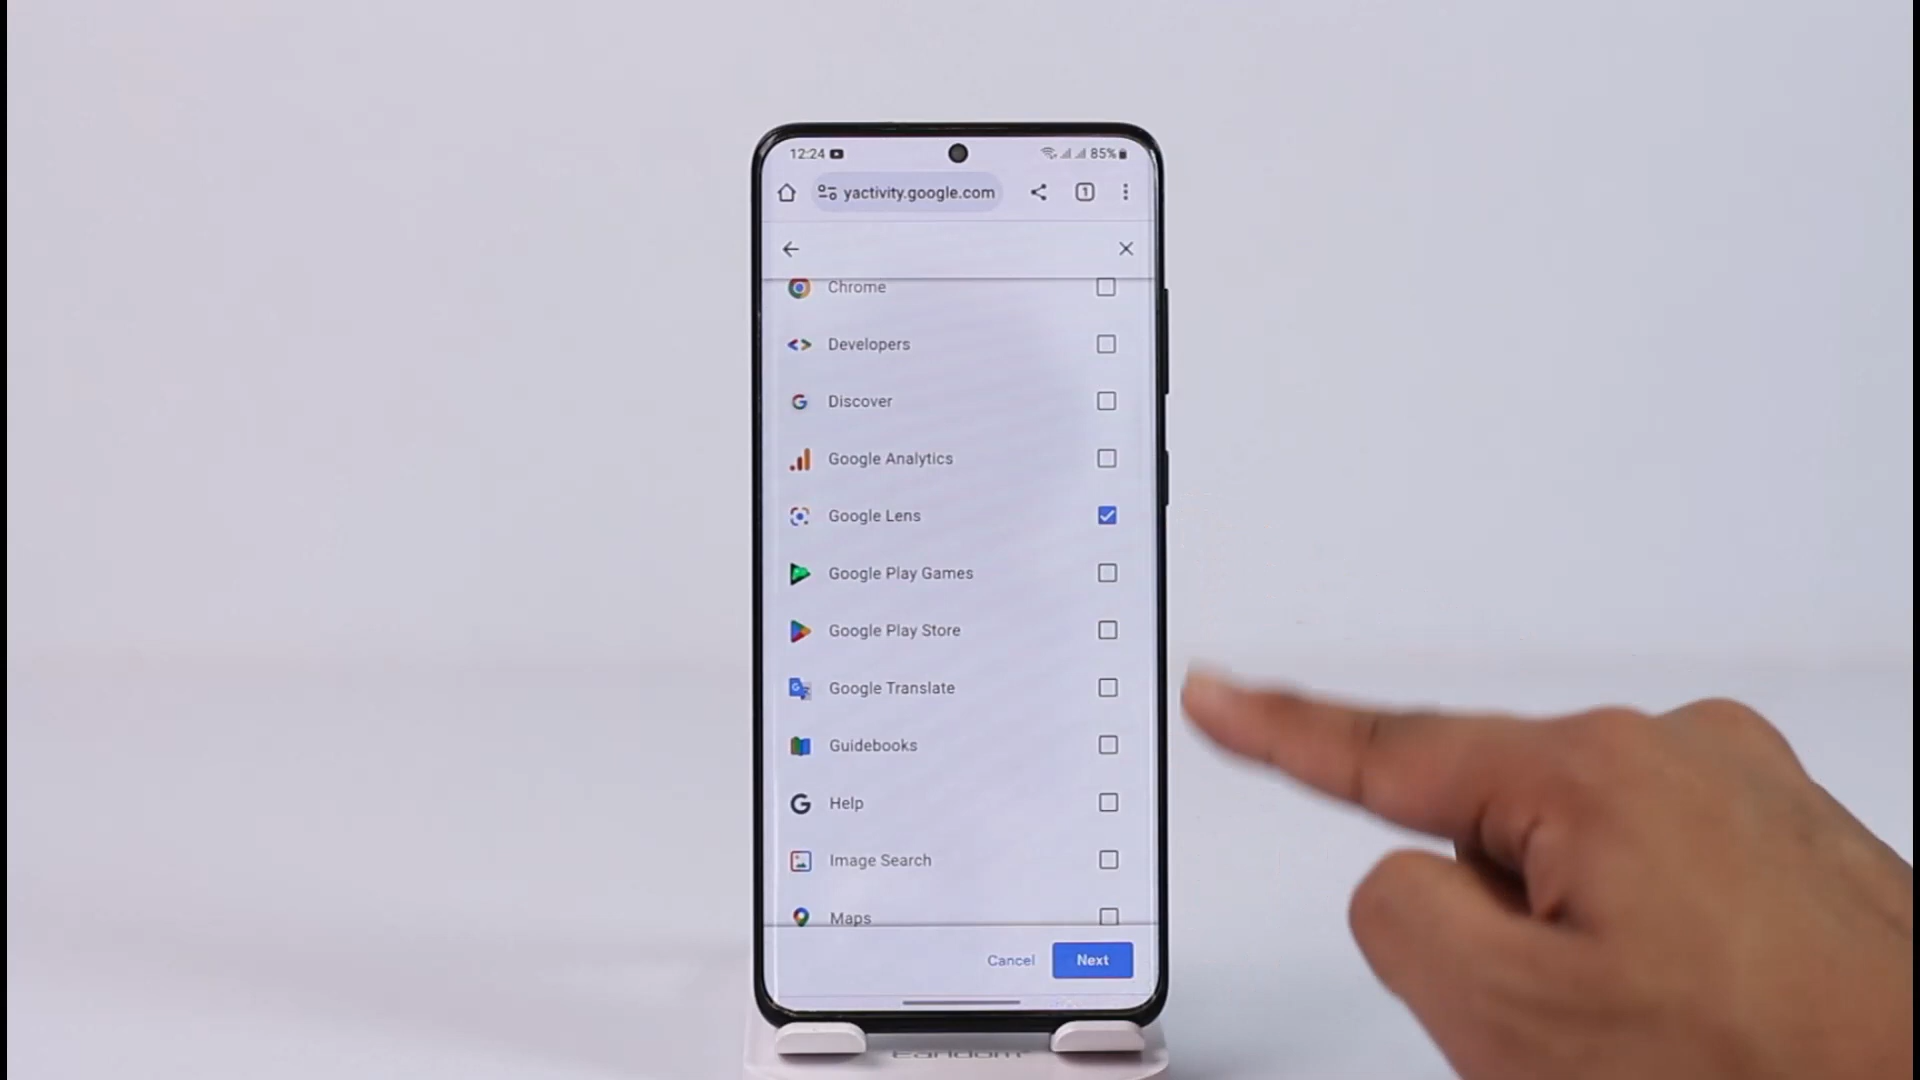 12:24 85%
yactivity.google.com 1
Chrome
Developers
Discover
Google Analytics
Google Lens
Google Play Games
Google Play Store
Google Translate
Guidebooks
Help
Image Search
Maps
Cancel Next